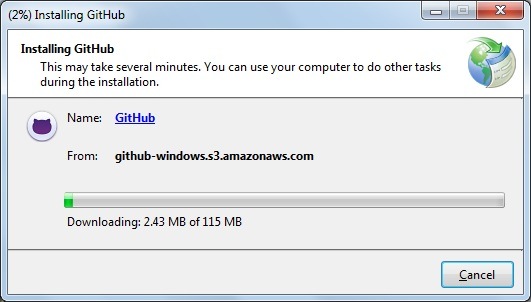 (2%) Installing GitHub
Installing GitHub
This may take several minutes. You can use your computer to do other tasks
during the installation.
Name: GitHub
From: github-windows.s3.amazonaws.com
Downloading: 2.43 MB of 115 MB
Cancel